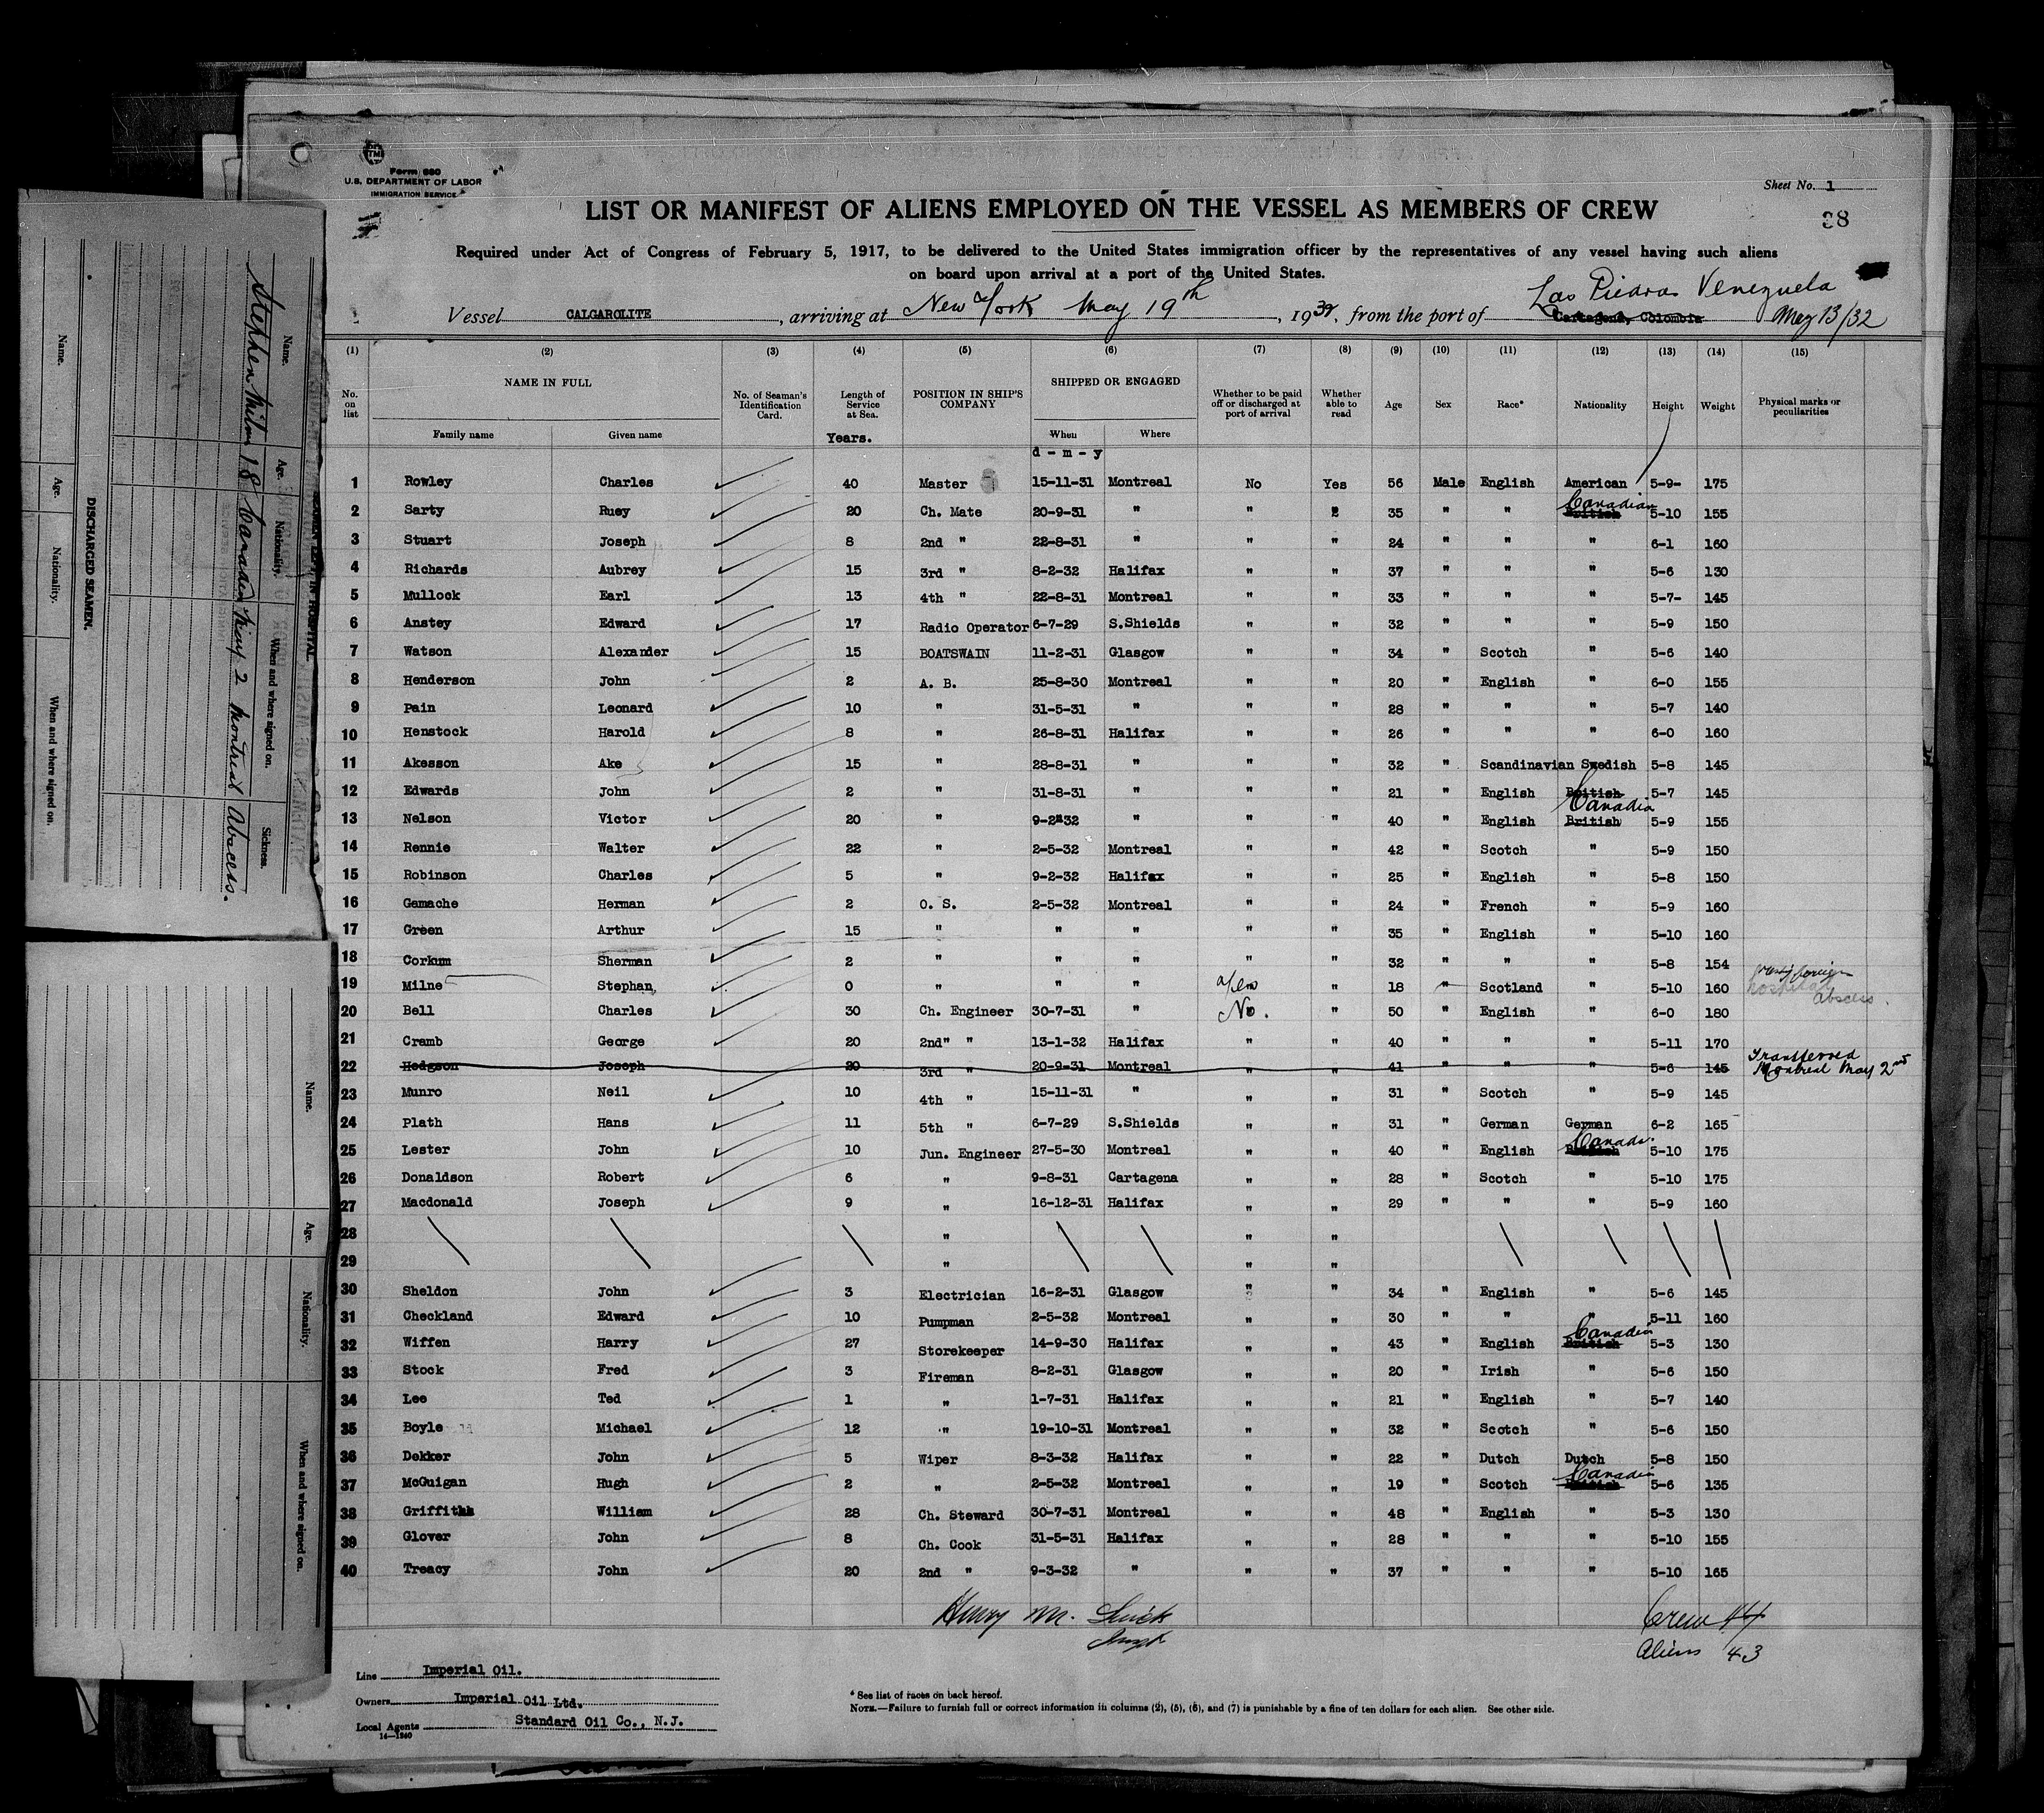 Form 680
U.S. DEPARTMENT OF LABOR
IMMIGRATION SERVICE
Sheet No. 1
38
LIST OR MANIFEST OF ALIENS EMPLOYED ON THE VESSEL AS MEMBERS OF CREW
Required under Act of Congress of February 5, 1917, to be delivered to the United States immigration officer by the representatives of any vessel having such aliens
on board upon arrival at a port of the United States.
Las Piedras Venezuela
Vessel CALGAROLITE, arriving at New York May 19th, 1932, from the port of Cartagena, Colombia May 13/32
(1) (2) (3) (4) (5) (6) (7) (8) (9) (10) (11) (12) (13) (14) (15)
No. on list NAME IN FULL Family name Given name No. of Seaman's Identification Card. Length of Service at Sea. Years. POSITION IN SHIP'S COMPANY SHIPPED OR ENGAGED When Where Whether to be paid off or discharged at port of arrival Whether able to read Age Sex Race* Nationality Height Weight Physical marks or peculiarities
d - m - y
1 Rowley Charles 40 Master 15-11-31 Montreal No Yes 56 Male English American 5-9- 175
2 Sarty Ruey 20 Ch. Mate 20-9-31 " " " 35 " " British Canadian 5-10 155
3 Stuart Joseph 8 2nd " 22-8-31 " " " 24 " " " 6-1 160
4 Richards Aubrey 15 3rd " 8-2-32 Halifax " " 37 " " " 5-6 130
5 Mullock Earl 13 4th " 22-8-31 Montreal " " 33 " " " 5-7- 145
6 Anstey Edward 17 Radio Operator 6-7-29 S.Shields " " 32 " " " 5-9 150
7 Watson Alexander 15 BOATSWAIN 11-2-31 Glasgow " " 34 " Scotch " 5-6 140
8 Henderson John 2 A. B. 25-8-30 Montreal " " 20 " English " 6-0 155
9 Pain Leonard 10 " 31-5-31 " " " 28 " " " 5-7 140
10 Henstock Harold 8 " 26-8-31 Halifax " " 26 " " " 6-0 160
11 Akesson Ake 15 " 28-8-31 " " " 32 " Scandinavian Swedish 5-8 145
12 Edwards John 2 " 31-8-31 " " " 21 " English British Canadian 5-7 145
13 Nelson Victor 20 " 9-2-32 " " " 40 " English British 5-9 155
14 Rennie Walter 22 " 2-5-32 Montreal " " 42 " Scotch " 5-9 150
15 Robinson Charles 5 " 9-2-32 Halifax " " 25 " English " 5-8 150
16 Gamache Herman 2 O. S. 2-5-32 Montreal " " 24 " French " 5-9 160
17 Green Arthur 15 " " " " " 35 " English " 5-10 160
18 Corkum Sherman 2 " " " " " 32 " " " 5-8 154
19 Milne Stephan 0 " " " " 18 " Scotland " 5-10 160 hospital abscess.
20 Bell Charles 30 Ch. Engineer 30-7-31 " No. " 50 " English " 6-0 180
21 Cramb George 20 2nd" " 13-1-32 Halifax " " 40 " " " 5-11 170
22 Hodgson Joseph 20 3rd " 20-9-31 Montreal " " 41 " " " 5-6 145 Transferred Montreal May 2nd
23 Munro Neil 10 4th " 15-11-31 " " " 31 " Scotch " 5-9 145
24 Plath Hans 11 5th " 6-7-29 S.Shields " " 31 " German German 6-2 165
25 Lester John 10 Jun. Engineer 27-5-30 Montreal " " 40 " English British Canada. 5-10 175
26 Donaldson Robert 6 " 9-8-31 Cartagena " " 28 " Scotch " 5-10 175
27 Macdonald Joseph 9 " 16-12-31 Halifax " " 29 " " " 5-9 160
28 " " "
29 " " "
30 Sheldon John 3 Electrician 16-2-31 Glasgow " " 34 " English " 5-6 145
31 Checkland Edward 10 Pumpman 2-5-32 Montreal " " 30 " " " 5-11 160
32 Wiffen Harry 27 Storekeeper 14-9-30 Halifax " " 43 " English British Canadian 5-3 130
33 Stock Fred 3 Fireman 8-2-31 Glasgow " " 20 " Irish " 5-6 150
34 Lee Ted 1 " 1-7-31 Halifax " " 21 " English " 5-7 140
35 Boyle Michael 12 " 19-10-31 Montreal " " 32 " Scotch " 5-6 150
36 Dekker John 5 Wiper 8-3-32 Halifax " " 22 " Dutch Dutch 5-8 150
37 McGuigan Hugh 2 " 2-5-32 Montreal " " 19 " Scotch British Canadian 5-6 135
38 Griffith William 28 Ch. Steward 30-7-31 Montreal " " 48 " English " 5-3 130
39 Glover John 8 Ch. Cook 31-5-31 Halifax " " 28 " " " 5-10 155
40 Treacy John 20 2nd " 9-3-32 " " " 37 " " " 5-10 165
Henry M.
Crew 44
Aliens 43
Line Imperial Oil.
Owners Imperial Oil Ltd.
Local Agents Standard Oil Co., N.J.
14—1240
* See list of races on back hereof.
NOTE.—Failure to furnish full or correct information in columns (2), (5), (6), and (7) is punishable by a fine of ten dollars for each alien. See other side.
Name. Age. Nationality. When and where signed on. Sickness.
Stephen Milne 18 Canadian May 2 Montreal Abscess.
DISCHARGED SEAMEN.
Name. Age. Nationality. When and where signed on.
Name. Age. Nationality. When and where signed on.